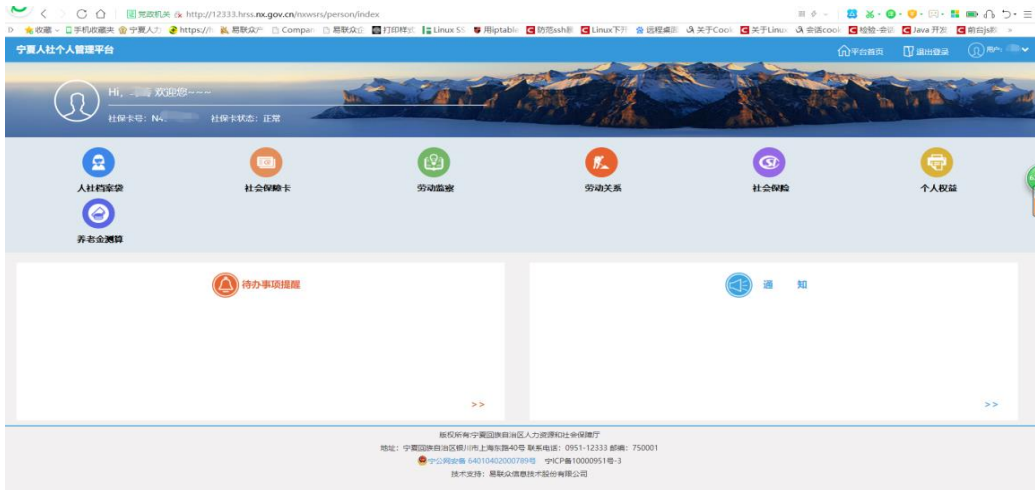 党政机关 http://12333.hrss.nx.gov.cn/nxwsrs/person/index
收藏 手机收藏夹 宁夏人力 https:// 易联众产 Compan 易联众企 打印样式 Linux SS 用iptable 防范ssh暴 Linux下开 远程桌面 关于Cook 关于Linux 会话cook 检验-会话 Java 开发 前后js图 >
宁夏人社个人管理平台 平台首页 退出登录 用户:
Hi, 欢迎您~~~
社保卡号: N4 社保卡状态: 正常
人社档案袋 社会保障卡 劳动监察 劳动关系 社会保险 个人权益
养老金测算
待办事项提醒 通 知
>> >>
版权所有:宁夏回族自治区人力资源和社会保障厅
地址: 宁夏回族自治区银川市上海东路40号 联系电话: 0951-12333 邮编: 750001
宁公网安备 64010402000789号 宁ICP备10000951号-3
技术支持: 易联众信息技术股份有限公司